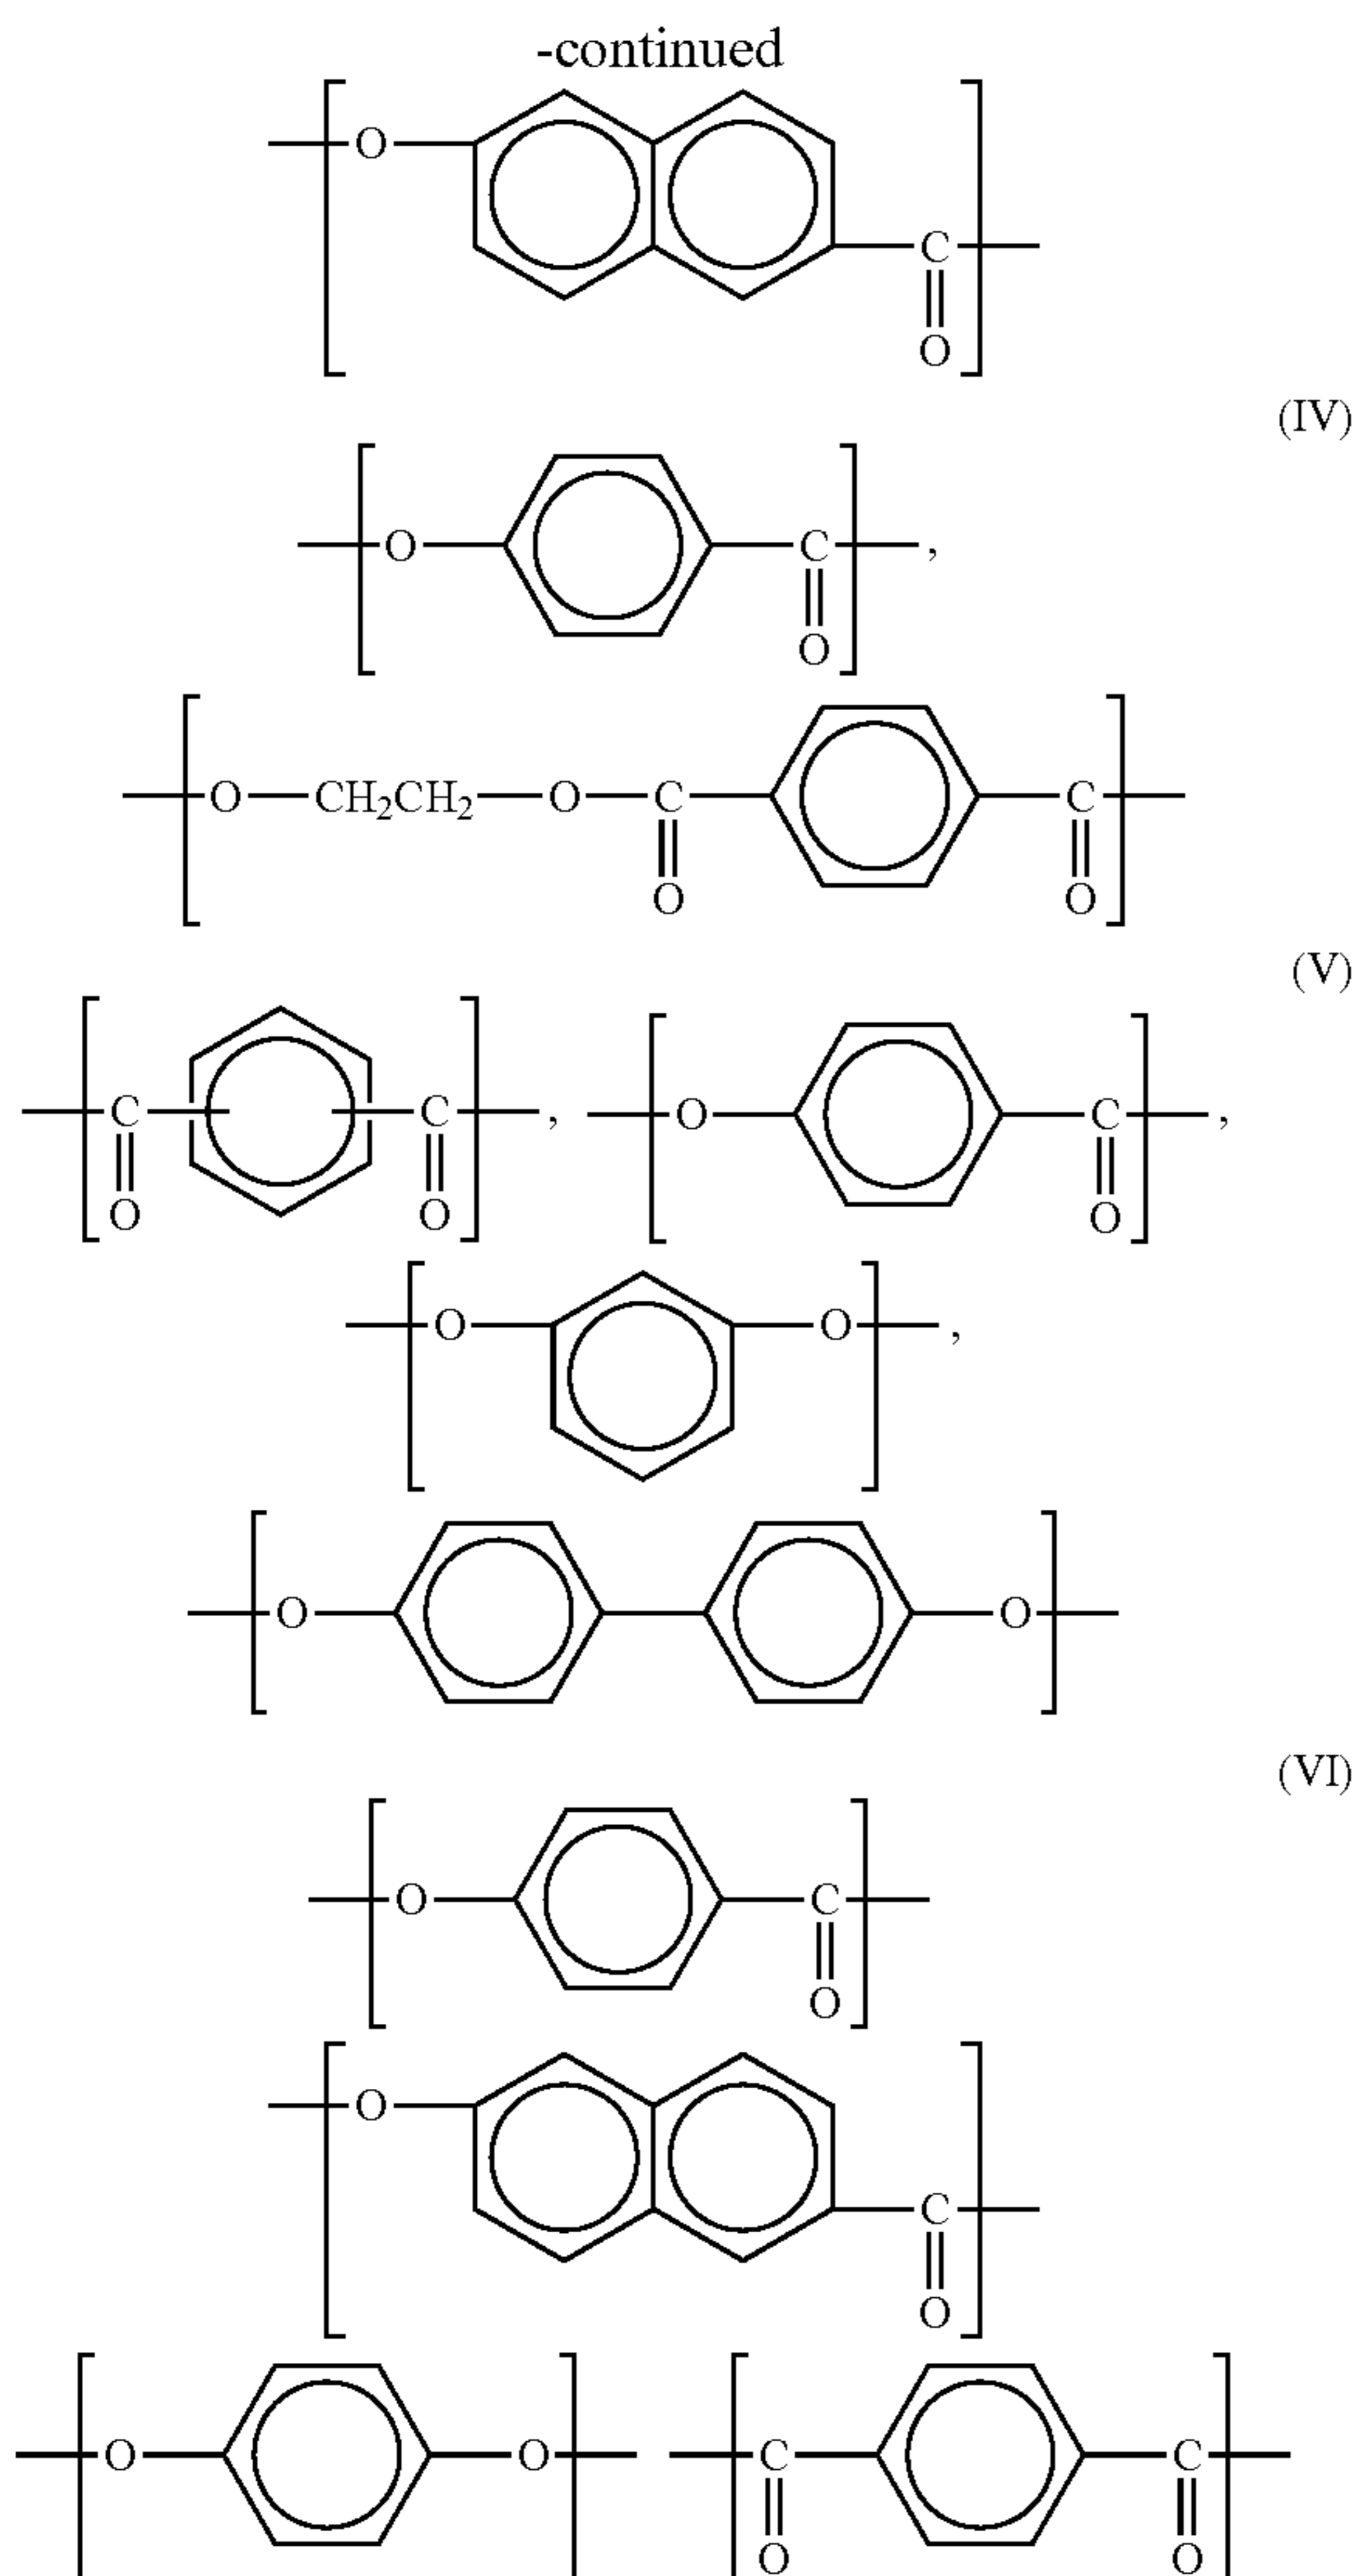 -continued
O C
O
(IV)
O C ,
O
O CH₂CH₂ O C C
O O
(V)
C C , O C ,
O O O
O O ,
O O
(VI)
O C
O
O C
O
O O C C
O O